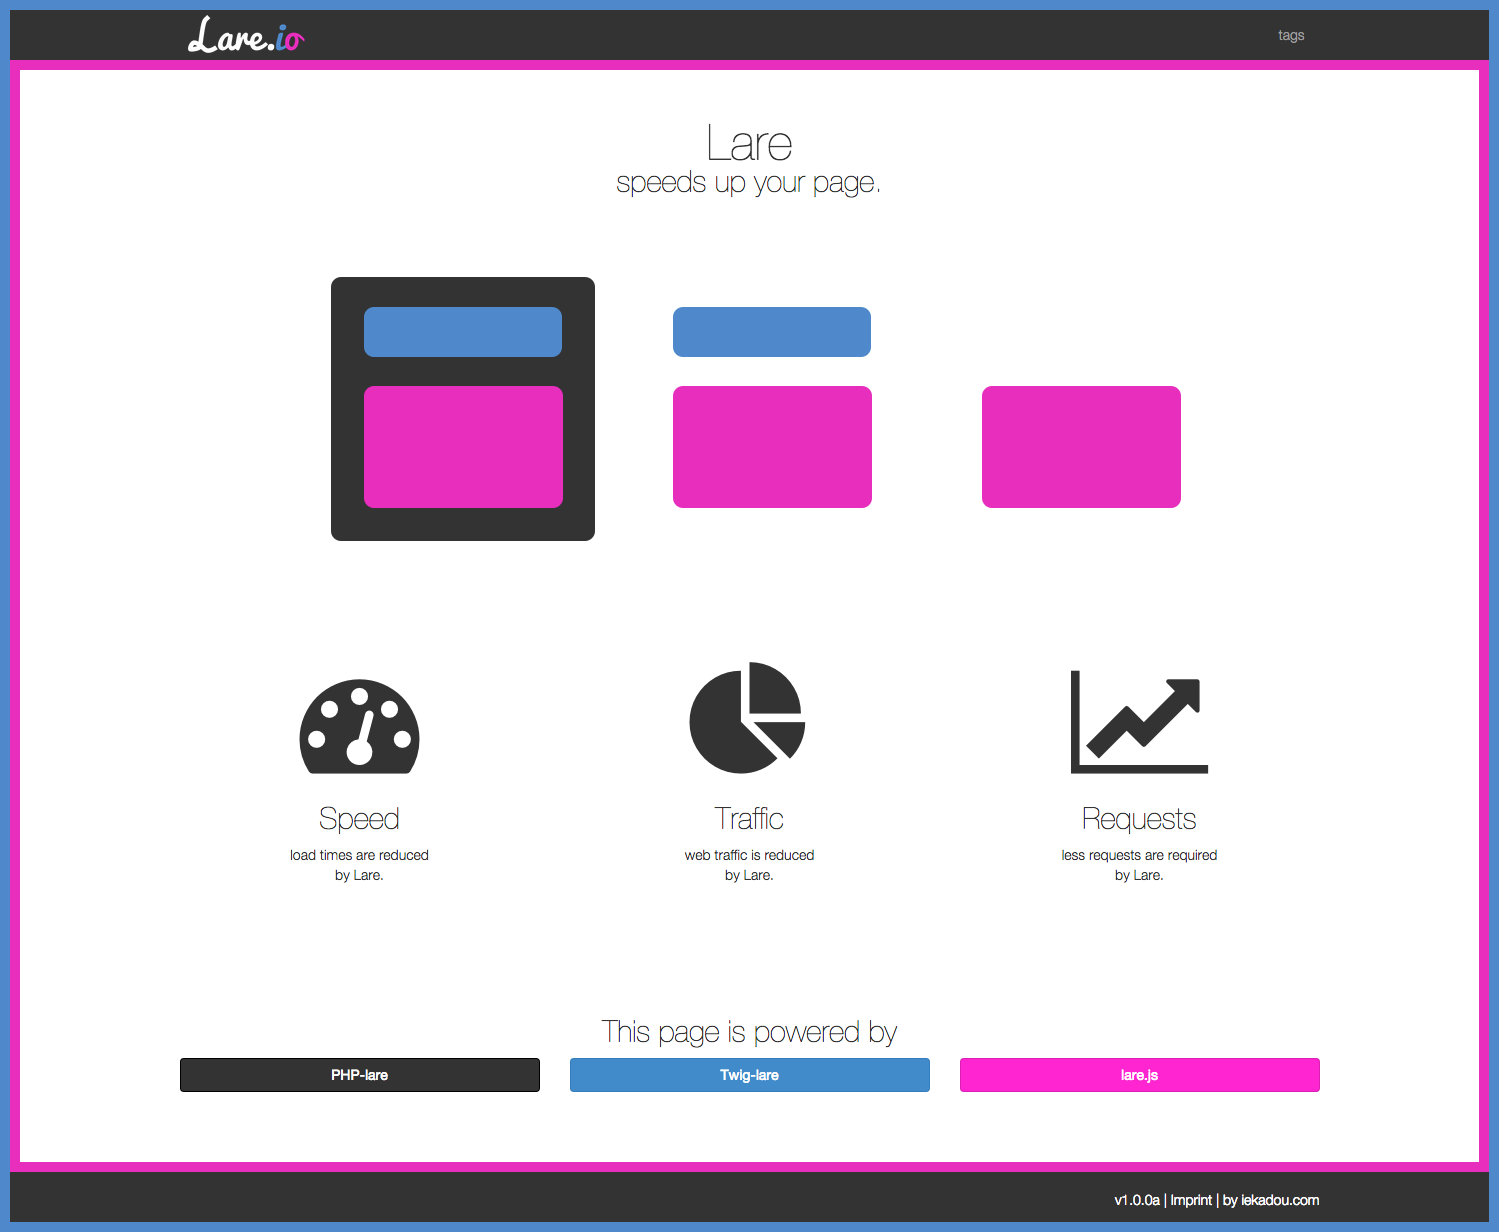 Lare.io
tags
Lare
speeds up your page.
Speed
load times are reduced
by Lare.
Traffic
web traffic is reduced
by Lare.
Requests
less requests are required
by Lare.
This page is powered by
PHP-lare
Twig-lare
lare.js
v1.0.0a | Imprint | by iekadou.com